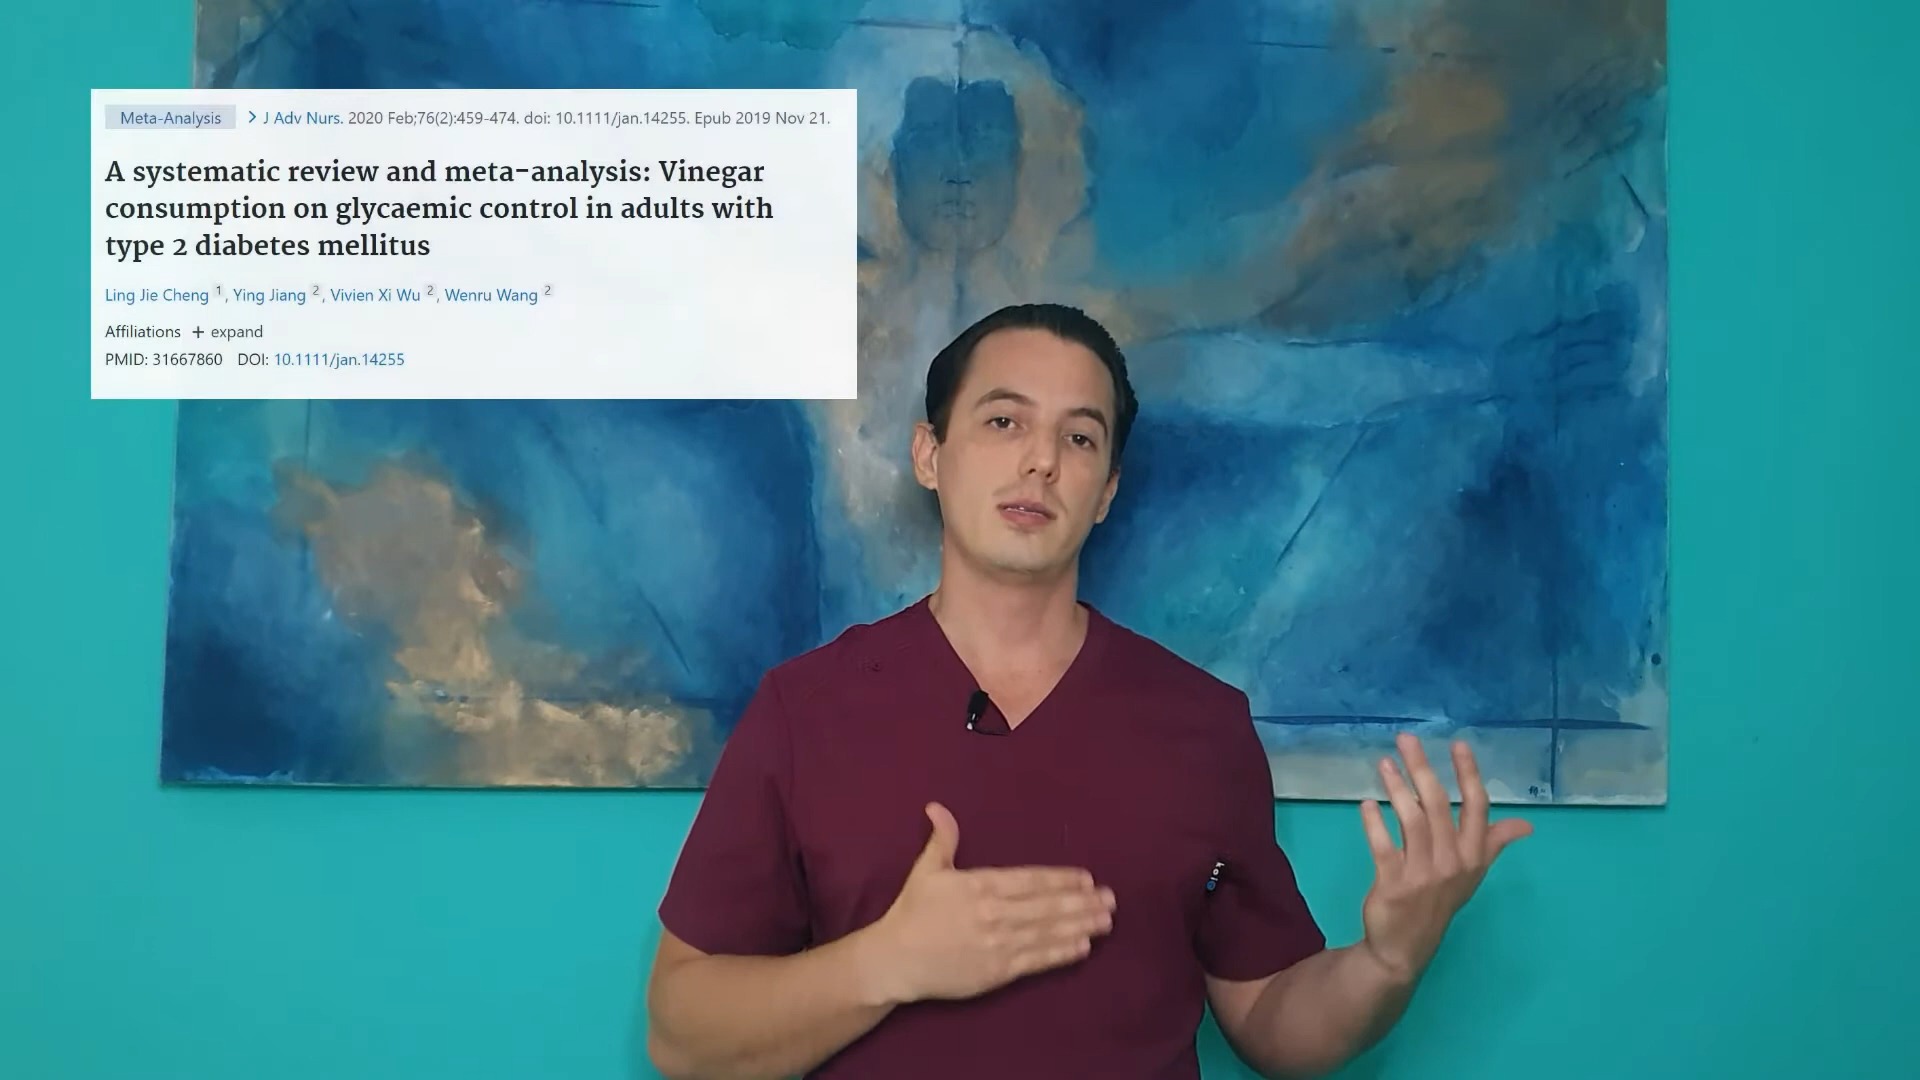 Meta-Analysis > J Adv Nurs. 2020 Feb;76(2):459-474. doi: 10.1111/jan.14255. Epub 2019 Nov 21.
A systematic review and meta-analysis: Vinegar
consumption on glycaemic control in adults with
type 2 diabetes mellitus
Ling Jie Cheng 1, Ying Jiang 2, Vivien Xi Wu 2, Wenru Wang 2
Affiliations + expand
PMID: 31667860 DOI: 10.1111/jan.14255
koi